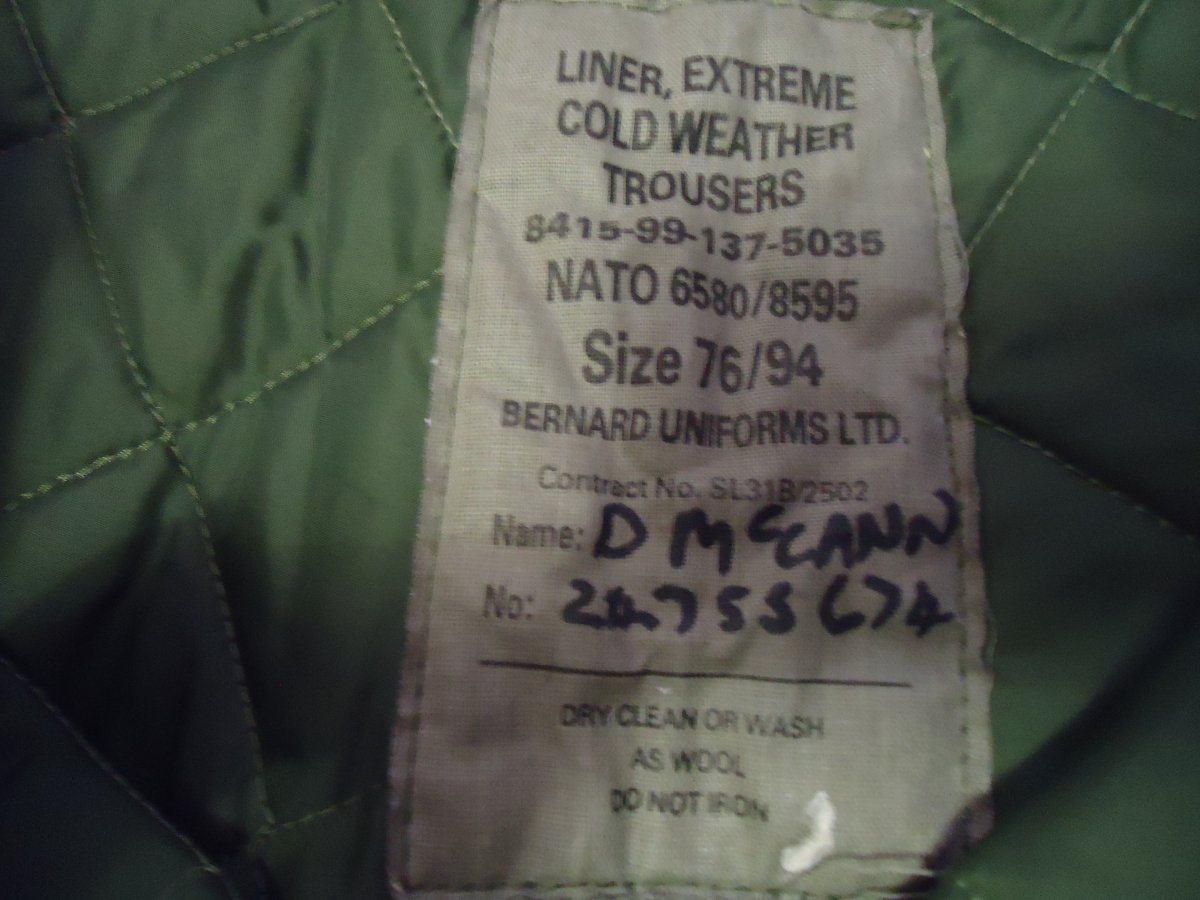 LINER, EXTREME
COLD WEATHER
TROUSERS
8415-99-137-5035
NATO 6580/8595
Size 76/94
BERNARD UNIFORMS LTD.
Contract No. SL31B/2502
Name: D McCANN
No: 24755674
DRY CLEAN OR WASH
AS WOOL
DO NOT IRON